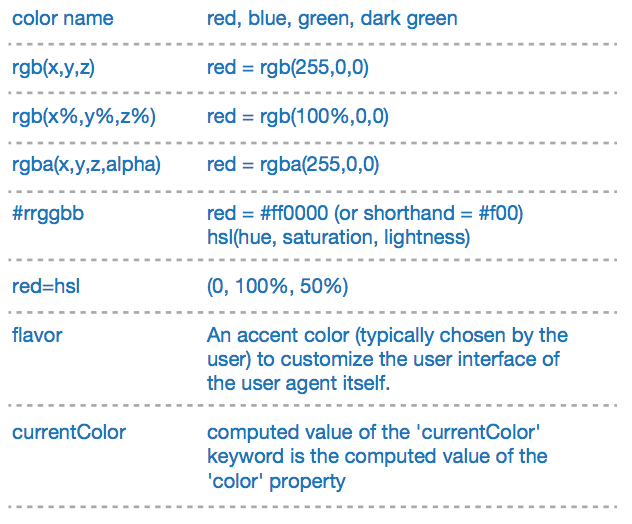 color name red, blue, green, dark green
rgb(x,y,z) red = rgb(255,0,0)
rgb(x%,y%,z%) red = rgb(100%,0,0)
rgba(x,y,z,alpha) red = rgba(255,0,0)
#rrggbb red = #ff0000 (or shorthand = #f00)
hsl(hue, saturation, lightness)
red=hsl (0, 100%, 50%)
flavor An accent color (typically chosen by the
user) to customize the user interface of
the user agent itself.
currentColor computed value of the 'currentColor'
keyword is the computed value of the
'color' property